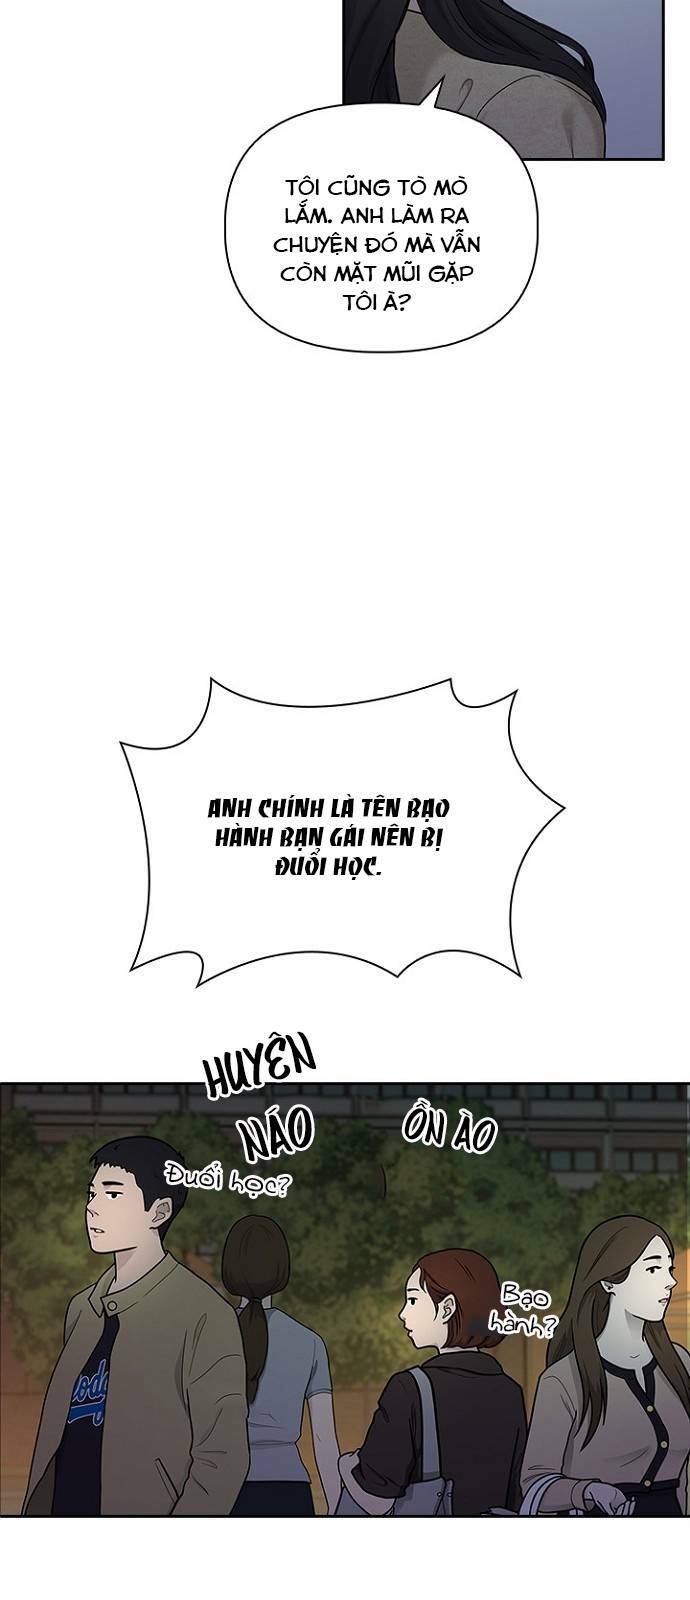 TÔI CŨNG TÒ MÒ
LẮM. ANH LÀM RA
CHUYỆN ĐÓ MÀ VẪN
CÒN MẶT MŨI GẶP
TÔI À?
ANH CHÍNH LÀ TÊN BẠO
HÀNH BẠN GÁI NÊN BỊ
ĐUỔI HỌC.
HUYÊN
NÁO
ỒN ÀO
Đuổi học?
Bạo
hành?